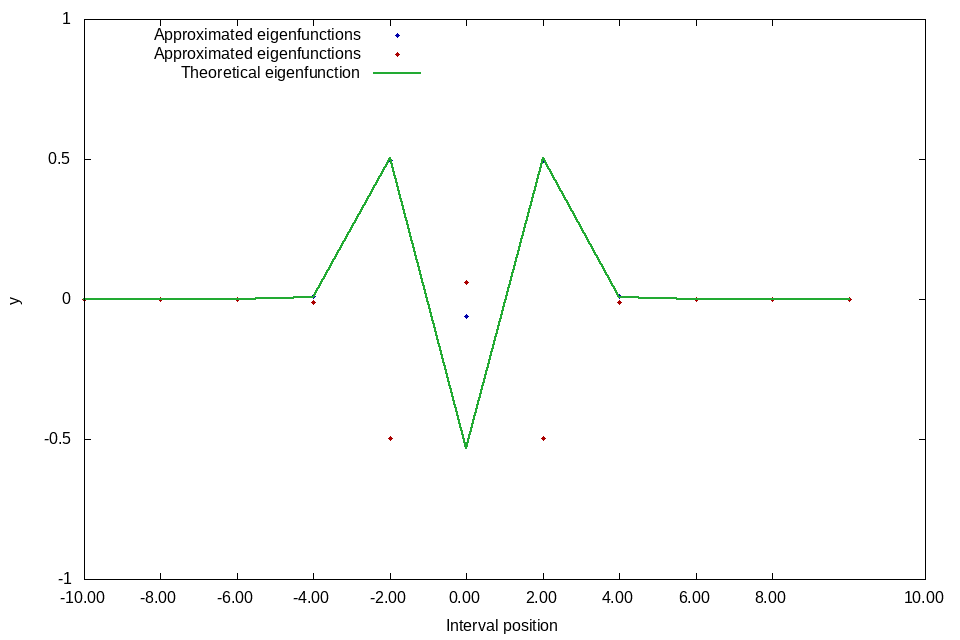 1
Approximated eigenfunctions
Approximated eigenfunctions
Theoretical eigenfunction
0.5
y
0
-0.5
-1
-10.00 -8.00 -6.00 -4.00 -2.00 0.00 2.00 4.00 6.00 8.00 10.00
Interval position